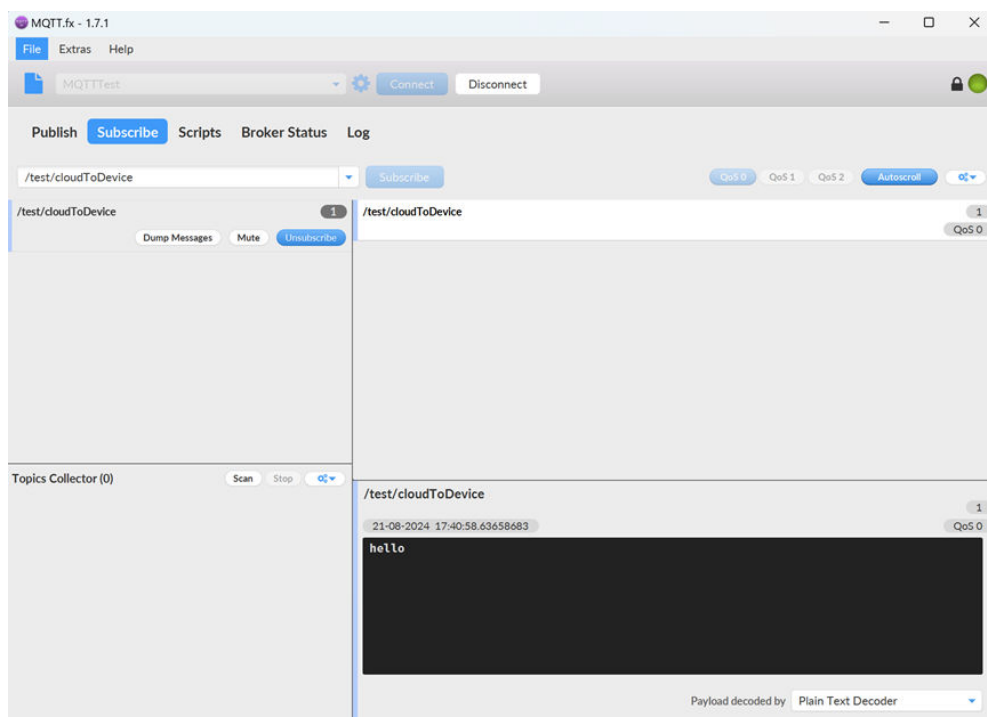 MQTT.fx - 1.7.1
File Extras Help
MQTTTest Connect Disconnect
Publish Subscribe Scripts Broker Status Log
/test/cloudToDevice Subscribe QoS 0 QoS 1 QoS 2 Autoscroll
/test/cloudToDevice 1
Dump Messages Mute Unsubscribe
/test/cloudToDevice 1
QoS 0
Topics Collector (0) Scan Stop
/test/cloudToDevice
1
21-08-2024 17:40:58.63658683 QoS 0
hello
Payload decoded by Plain Text Decoder